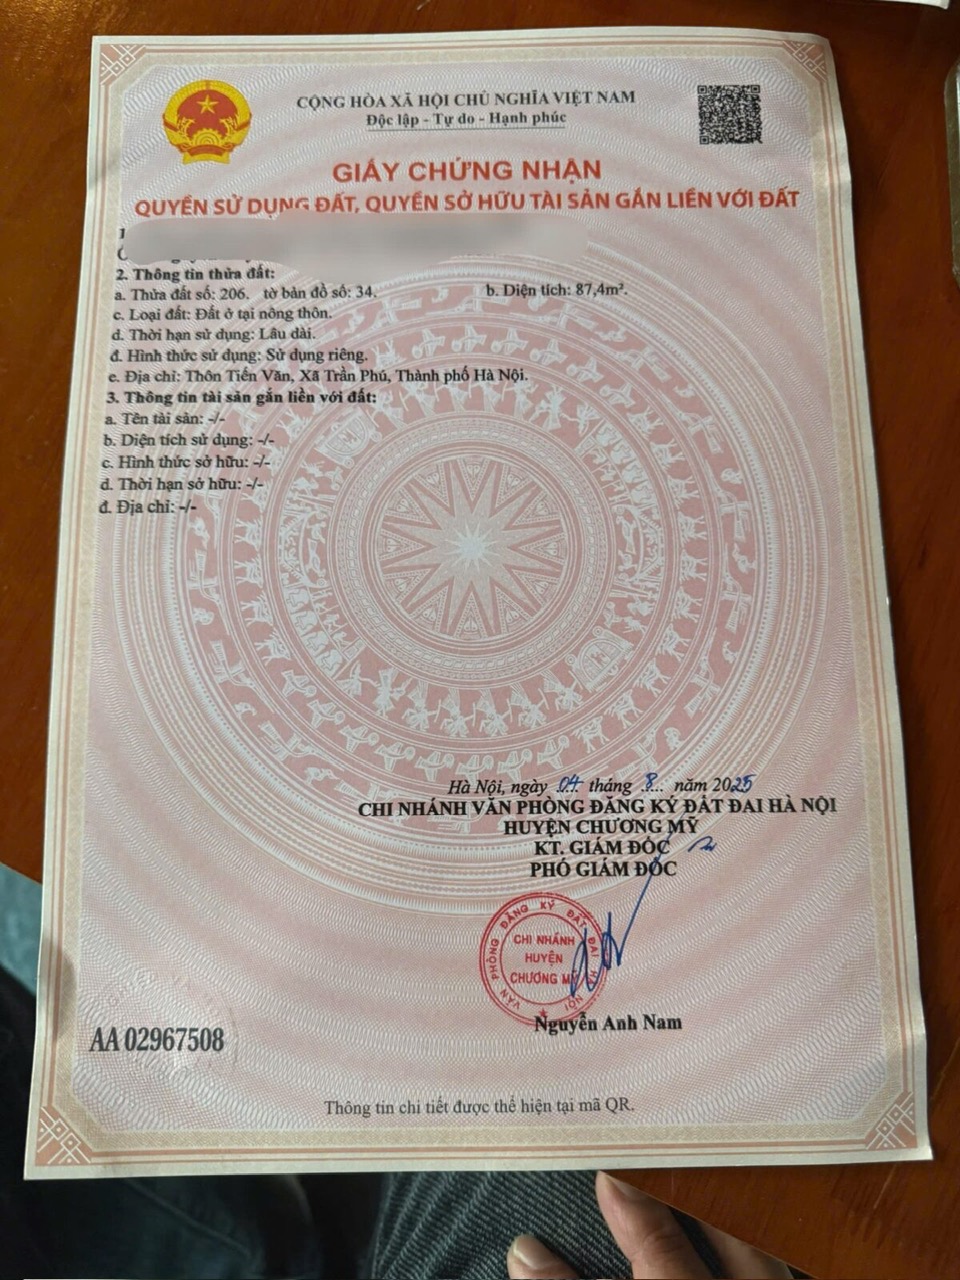 CỘNG HÒA XÃ HỘI CHỦ NGHĨA VIỆT NAM
Độc lập - Tự do - Hạnh phúc
GIẤY CHỨNG NHẬN
QUYỀN SỬ DỤNG ĐẤT, QUYỀN SỞ HỮU TÀI SẢN GẮN LIỀN VỚI ĐẤT
2. Thông tin thửa đất:
a. Thửa đất số: 206. tờ bản đồ số: 34. b. Diện tích: 87,4m².
c. Loại đất: Đất ở tại nông thôn.
d. Thời hạn sử dụng: Lâu dài.
đ. Hình thức sử dụng: Sử dụng riêng.
e. Địa chỉ: Thôn Tiến Văn, Xã Trần Phú, Thành phố Hà Nội.
3. Thông tin tài sản gắn liền với đất:
a. Tên tài sản: -/-
b. Diện tích sử dụng: -/-
c. Hình thức sở hữu: -/-
d. Thời hạn sở hữu: -/-
đ. Địa chỉ: -/-
Hà Nội, ngày 04 tháng 8 năm 2025
CHI NHÁNH VĂN PHÒNG ĐĂNG KÝ ĐẤT ĐAI HÀ NỘI
HUYỆN CHƯƠNG MỸ
KT. GIÁM ĐỐC
PHÓ GIÁM ĐỐC
VĂN PHÒNG ĐĂNG KÝ ĐẤT ĐAI HÀ NỘI
CHI NHÁNH
HUYỆN
CHƯƠNG MỸ
Nguyễn Anh Nam
AA 02967508
Thông tin chi tiết được thể hiện tại mã QR.